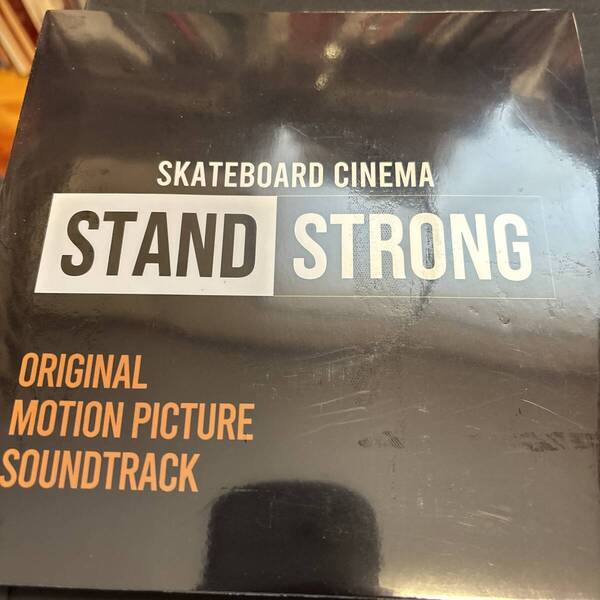 SKATEBOARD CINEMA
STAND STRONG
ORIGINAL
MOTION PICTURE
SOUNDTRACK